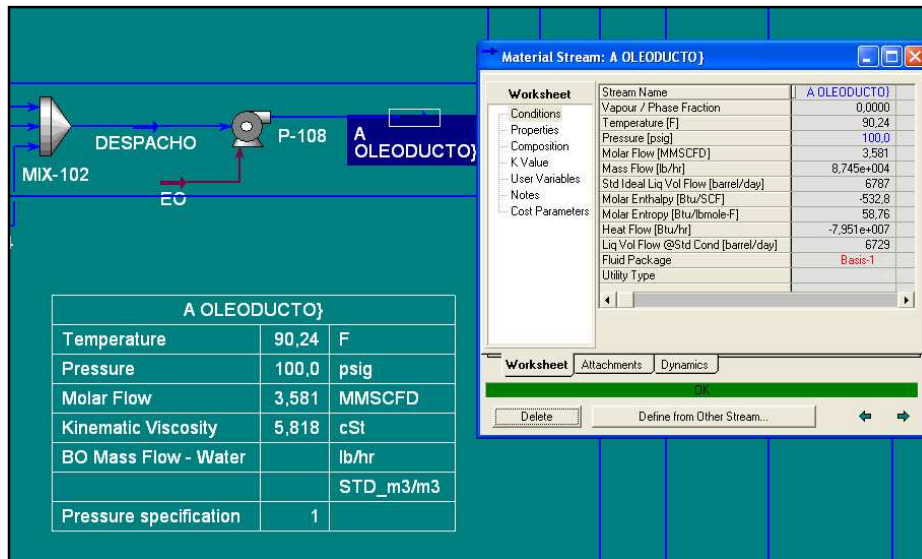 Material Stream: A OLEODUCTO}
Worksheet
Conditions
Properties
Composition
K Value
User Variables
Notes
Cost Parameters
Stream Name A OLEODUCTO}
Vapour / Phase Fraction 0,0000
Temperature [F] 90,24
Pressure [psig] 100,0
Molar Flow [MMSCFD] 3,581
Mass Flow [lb/hr] 8,745e+004
Std Ideal Liq Vol Flow [barrel/day] 6787
Molar Enthalpy [Btu/SCF] -532,8
Molar Entropy [Btu/lbmole-F] 58,76
Heat Flow [Btu/hr] -7,951e+007
Liq Vol Flow @Std Cond [barrel/day] 6729
Fluid Package Basis-1
Utility Type
Worksheet Attachments Dynamics
OK
Delete Define from Other Stream...
MIX-102
DESPACHO
P-108
A
OLEODUCTO}
EO
A OLEODUCTO}
Temperature 90,24 F
Pressure 100,0 psig
Molar Flow 3,581 MMSCFD
Kinematic Viscosity 5,818 cSt
BO Mass Flow - Water lb/hr
STD_m3/m3
Pressure specification 1